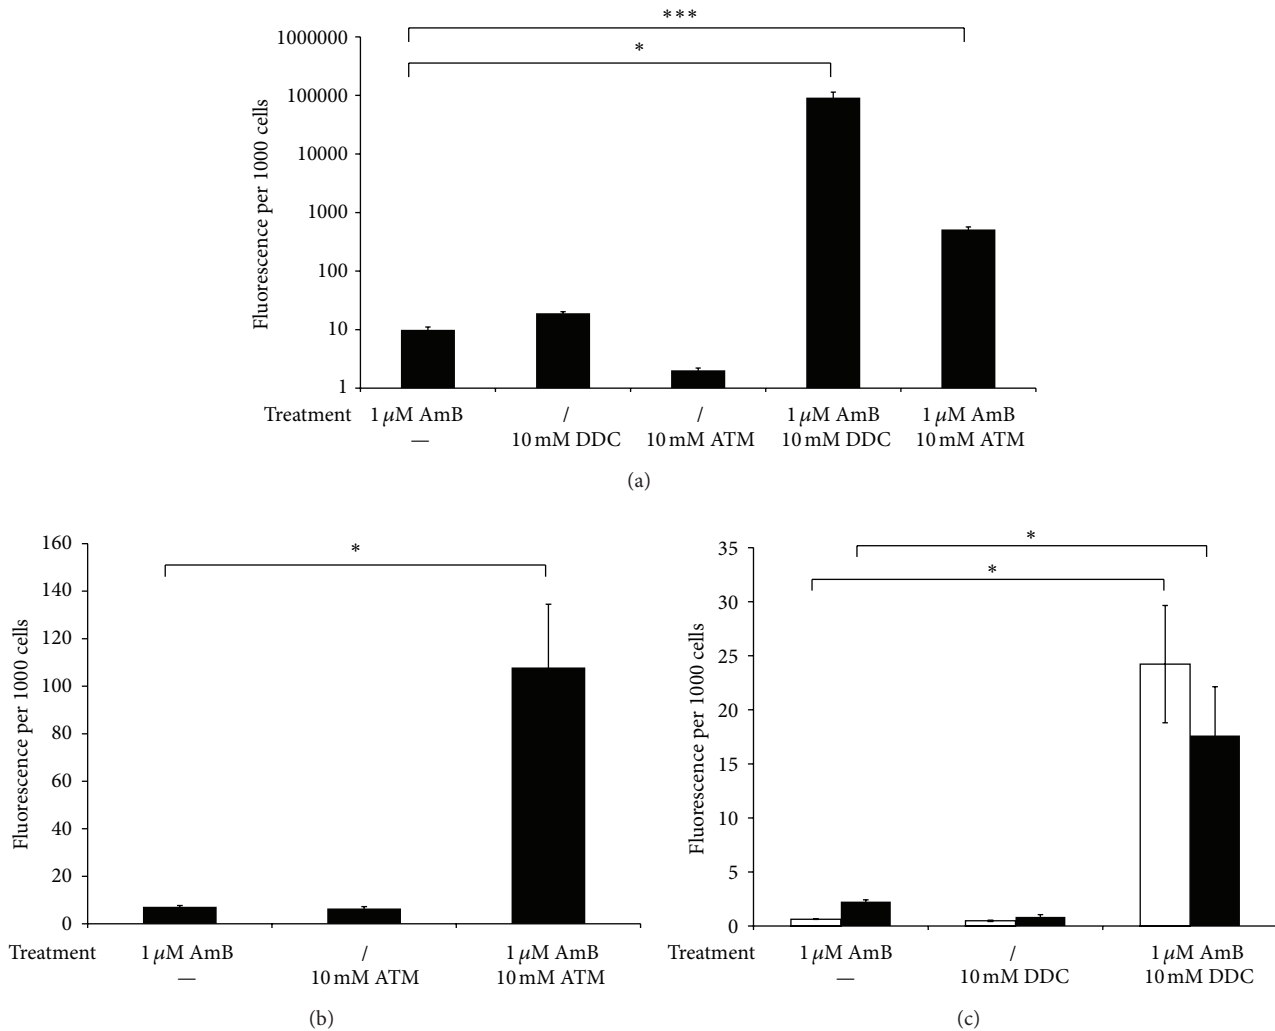 ***
*
1000000
100000
10000
1000
100
10
1
Fluorescence per 1000 cells
Treatment 1 μM AmB / / 1 μM AmB 1 μM AmB
— 10 mM DDC 10 mM ATM 10 mM DDC 10 mM ATM
(a)
*
160
140
120
100
80
60
40
20
0
Fluorescence per 1000 cells
Treatment 1 μM AmB / 1 μM AmB
— 10 mM ATM 10 mM ATM
(b)
*
*
35
30
25
20
15
10
5
0
Fluorescence per 1000 cells
Treatment 1 μM AmB / 1 μM AmB
— 10 mM DDC 10 mM DDC
(c)